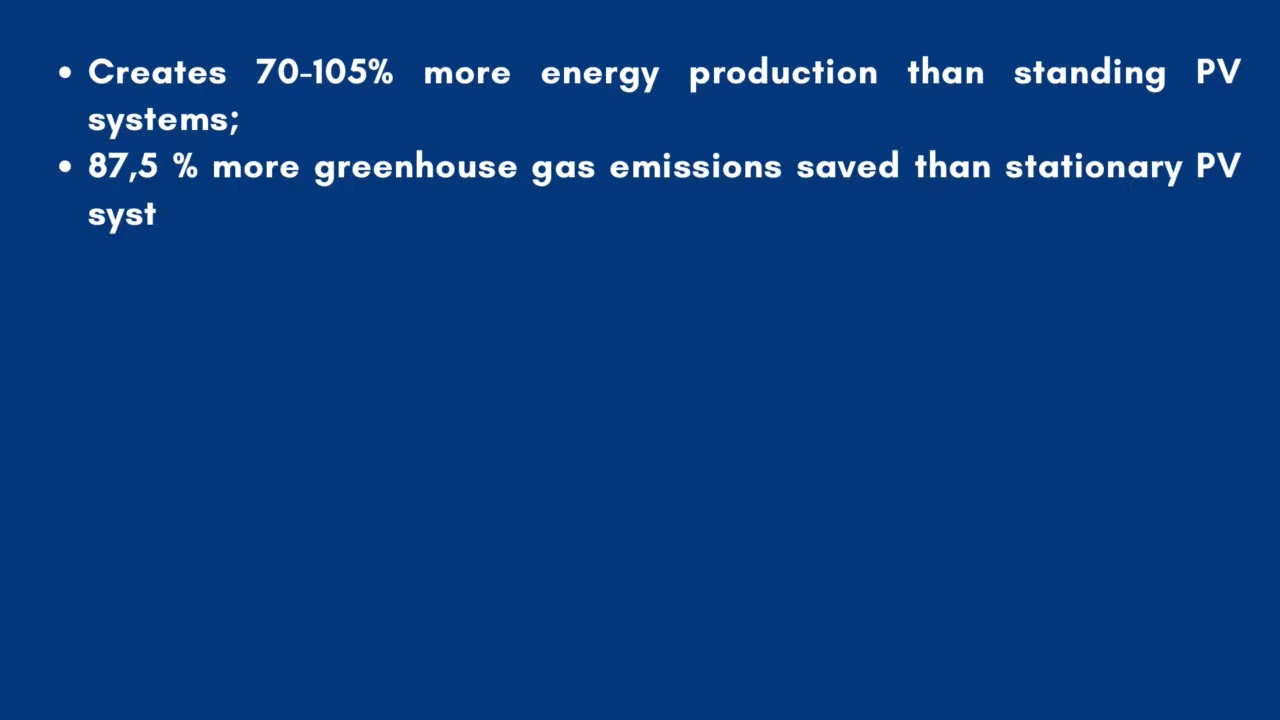 • Creates 70-105% more energy production than standing PV
systems;
• 87,5 % more greenhouse gas emissions saved than stationary PV
syst